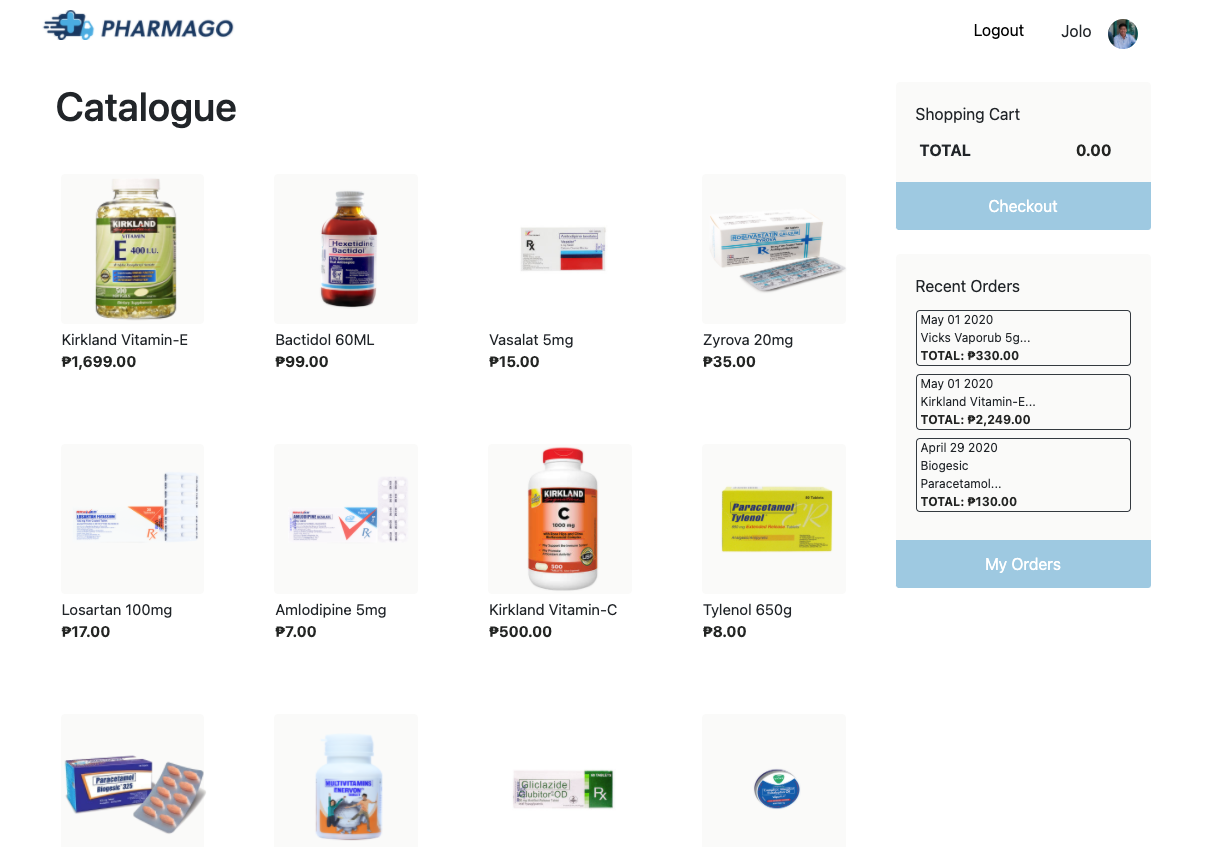 PHARMAGO
Logout
Jolo
Catalogue
Shopping Cart
TOTAL 0.00
Checkout
KIRKLAND
VITAMIN
E 400 I.U.
500
Hexetidine
Bactidol
Rx
Kirkland Vitamin-E
₱1,699.00
Bactidol 60ML
₱99.00
Vasalat 5mg
₱15.00
Zyrova 20mg
₱35.00
Recent Orders
May 01 2020
Vicks Vaporub 5g...
TOTAL: ₱330.00
May 01 2020
Kirkland Vitamin-E...
TOTAL: ₱2,249.00
April 29 2020
Biogesic
Paracetamol...
TOTAL: ₱130.00
My Orders
KIRKLAND
C
1000 mg
500
Paracetamol
Tylenol
Losartan 100mg
₱17.00
Amlodipine 5mg
₱7.00
Kirkland Vitamin-C
₱500.00
Tylenol 650g
₱8.00
Paracetamol
Biogesic
MULTIVITAMINS
ENERVON
Gliclazide
Rx